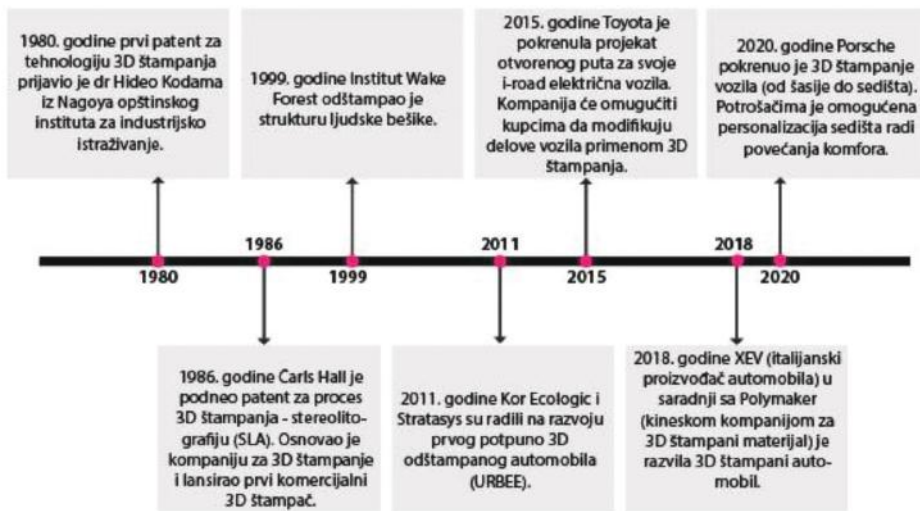 1980. godine prvi patent za
tehnologiju 3D štampanja
prijavio je dr Hideo Kodama
iz Nagoya opštinskog
instituta za industrijsko
istraživanje.
1999. godine Institut Wake
Forest odštampao je
strukturu ljudske bešike.
2015. godine Toyota je
pokrenula projekat
otvorenog puta za svoje
i-road električna vozila.
Kompanija će omugućiti
kupcima da modifikuju
delove vozila primenom 3D
štampanja.
2020. godine Porsche
pokrenuo je 3D štampanje
vozila (od šasije do sedišta).
Potrošačima je omogućena
personalizacija sedišta radi
povećanja komfora.
1980
1986
1999
2011
2015
2018
2020
1986. godine Čarls Hall je
podneo patent za proces
3D štampanja - stereolito-
grafiju (SLA). Osnovao je
kompaniju za 3D štampanje
i lansirao prvi komercijalni
3D štampač.
2011. godine Kor Ecologic i
Stratasys su radili na razvoju
prvog potpuno 3D
odštampanog automobila
(URBEE).
2018. godine XEV (italijanski
proizvođač automobila) u
saradnji sa Polymaker
(kineskom kompanijom za
3D štampani materijal) je
razvila 3D štampani auto-
mobil.